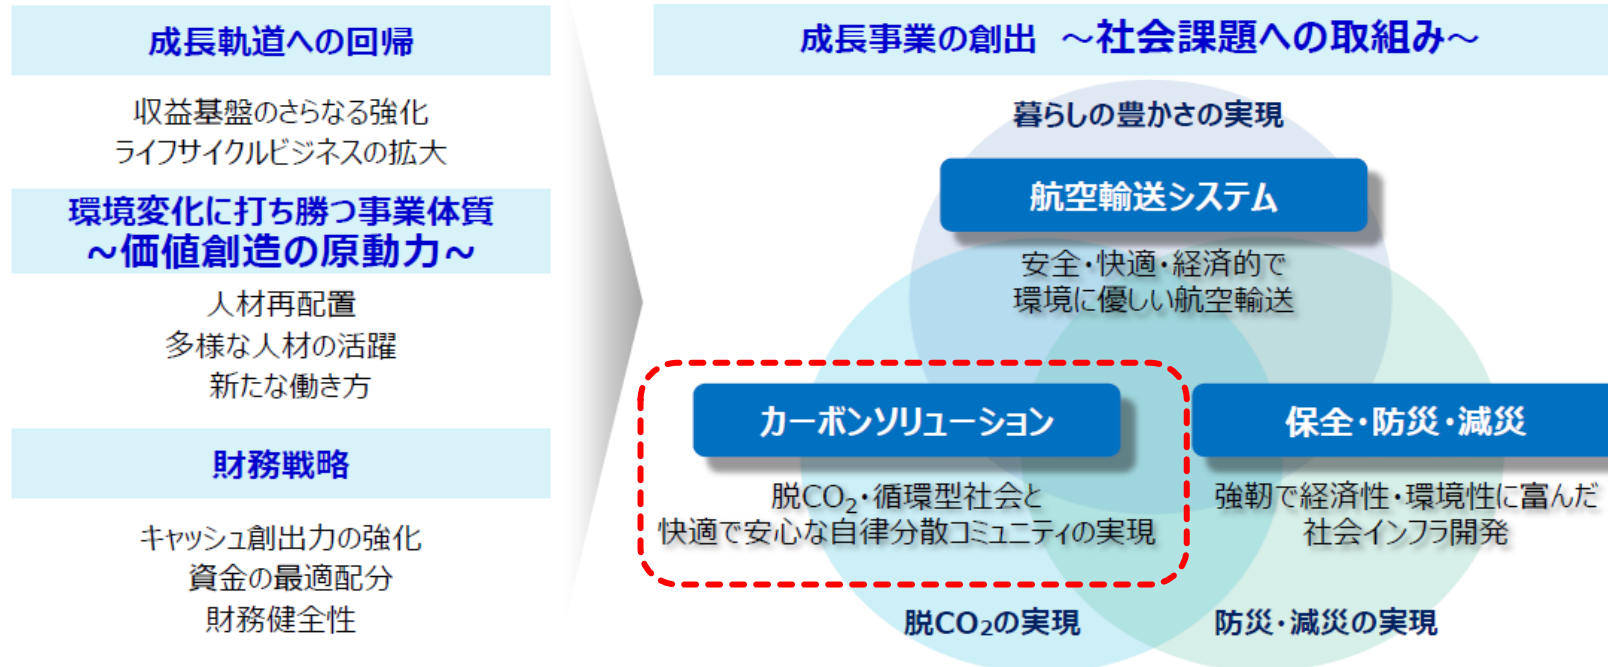 成長軌道への回帰
収益基盤のさらなる強化
ライフサイクルビジネスの拡大
環境変化に打ち勝つ事業体質
~価値創造の原動力~
人材再配置
多様な人材の活躍
新たな働き方
財務戦略
キャッシュ創出力の強化
資金の最適配分
財務健全性
成長事業の創出 ~社会課題への取組み~
暮らしの豊かさの実現
航空輸送システム
安全・快適・経済的で
環境に優しい航空輸送
カーボンソリューション
脱CO₂・循環型社会と
快適で安心な自律分散コミュニティの実現
保全・防災・減災
強靭で経済性・環境性に富んだ
社会インフラ開発
脱CO₂の実現
防災・減災の実現